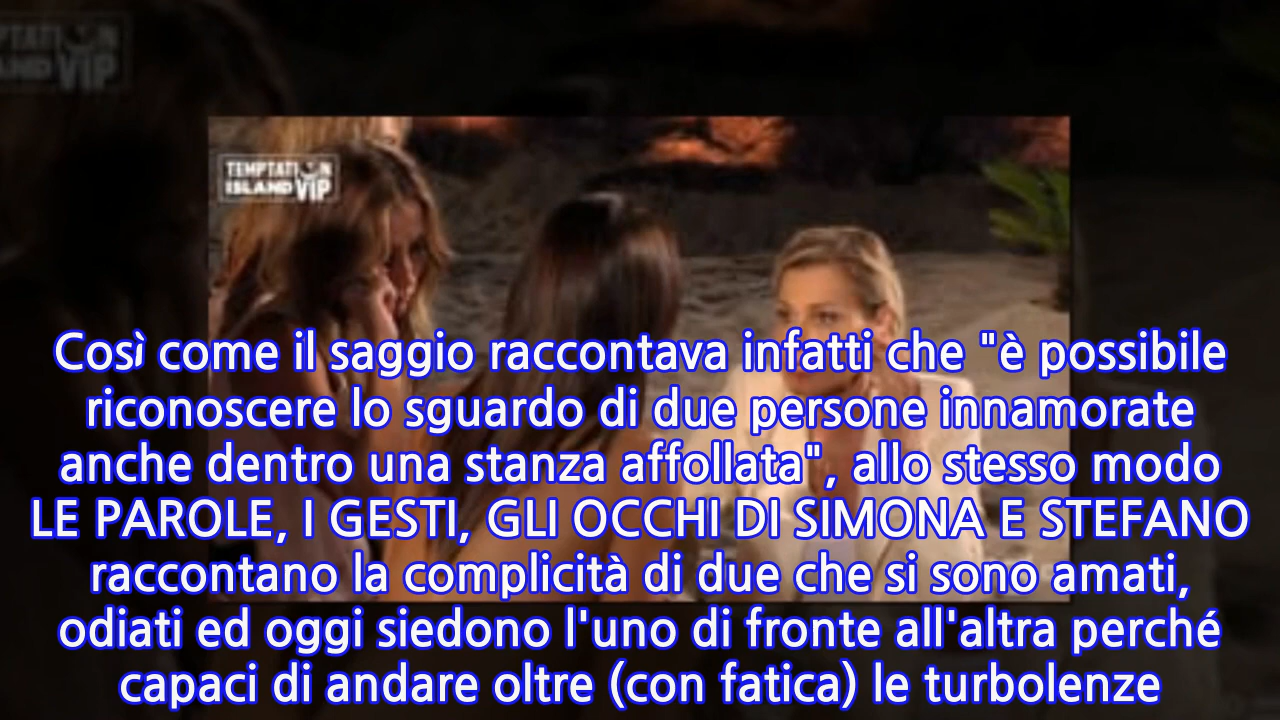 TEMPTATION
ISLAND VIP
Così come il saggio raccontava infatti che "è possibile
riconoscere lo sguardo di due persone innamorate
anche dentro una stanza affollata", allo stesso modo
LE PAROLE, I GESTI, GLI OCCHI DI SIMONA E STEFANO
raccontano la complicità di due che si sono amati,
odiati ed oggi siedono l'uno di fronte all'altra perché
capaci di andare oltre (con fatica) le turbolenze